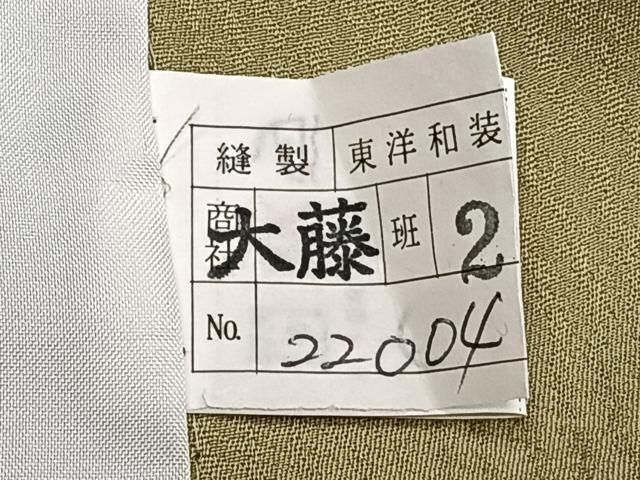 縫製 東洋和装
商社 大藤 班 2
No. 22004